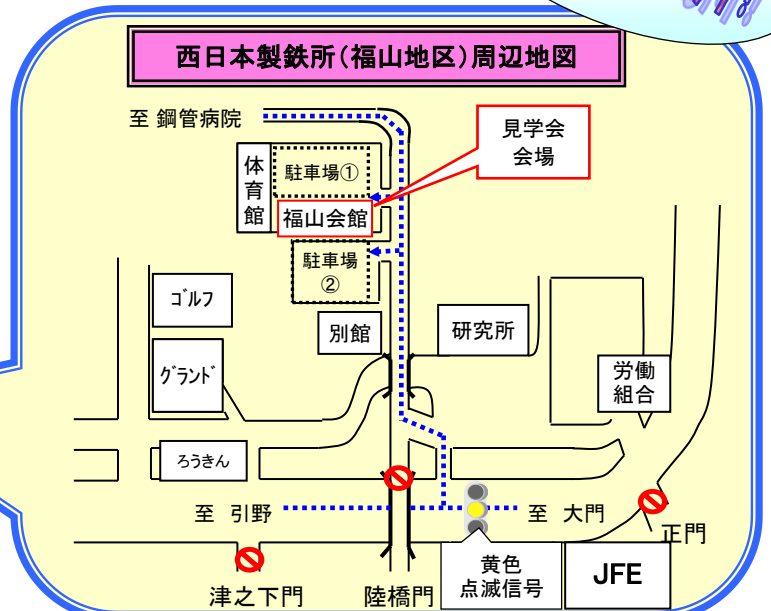 西日本製鉄所(福山地区)周辺地図
至 鋼管病院
見学会
会場
体
育
館
駐車場①
福山会館
駐車場
②
ゴルフ
別館
研究所
グランド
労働
組合
ろうきん
至 引野
至 大門
正門
黄色
点滅信号
JFE
津之下門
陸橋門